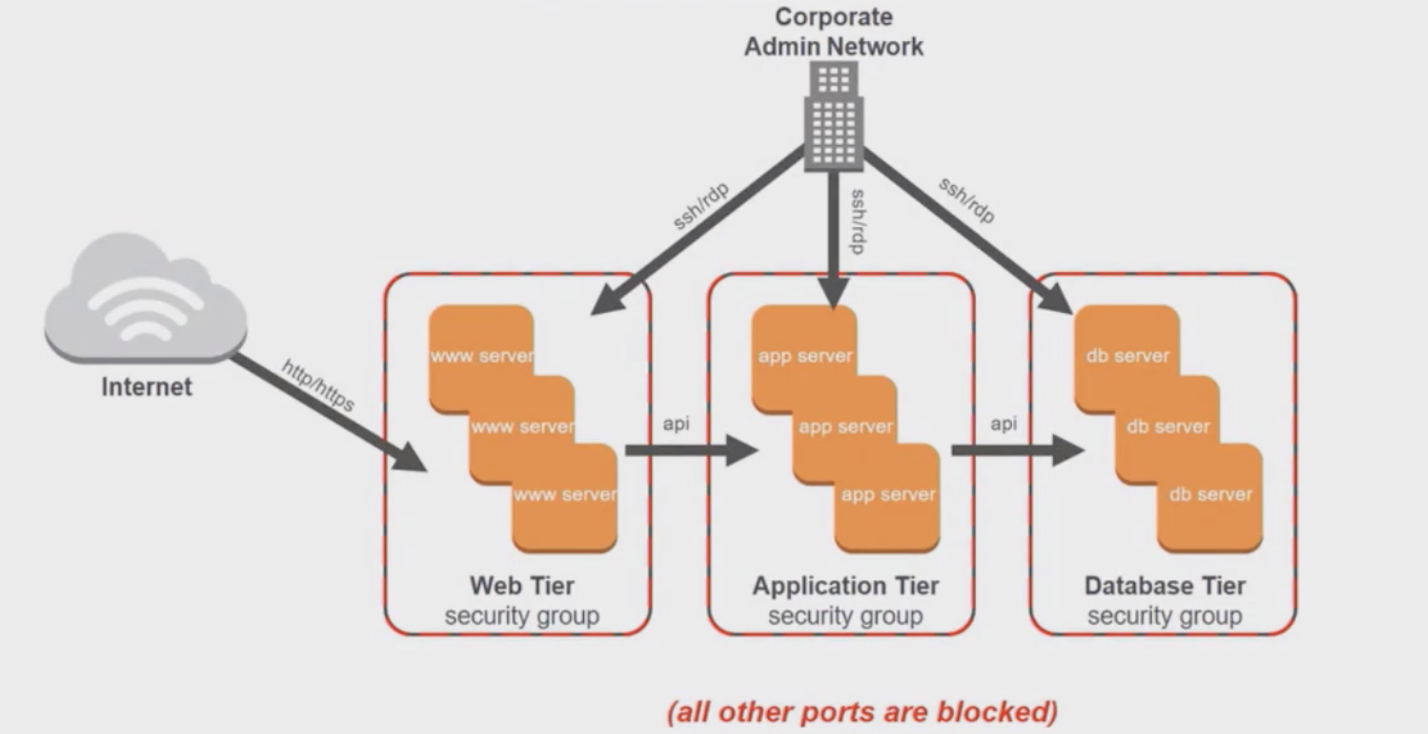 Corporate
Admin Network
ssh/rdp
ssh/rdp
ssh/rdp
Internet
http/https
www server
www server
www server
api
app server
app server
app server
api
db server
db server
db server
Web Tier
security group
Application Tier
security group
Database Tier
security group
(all other ports are blocked)